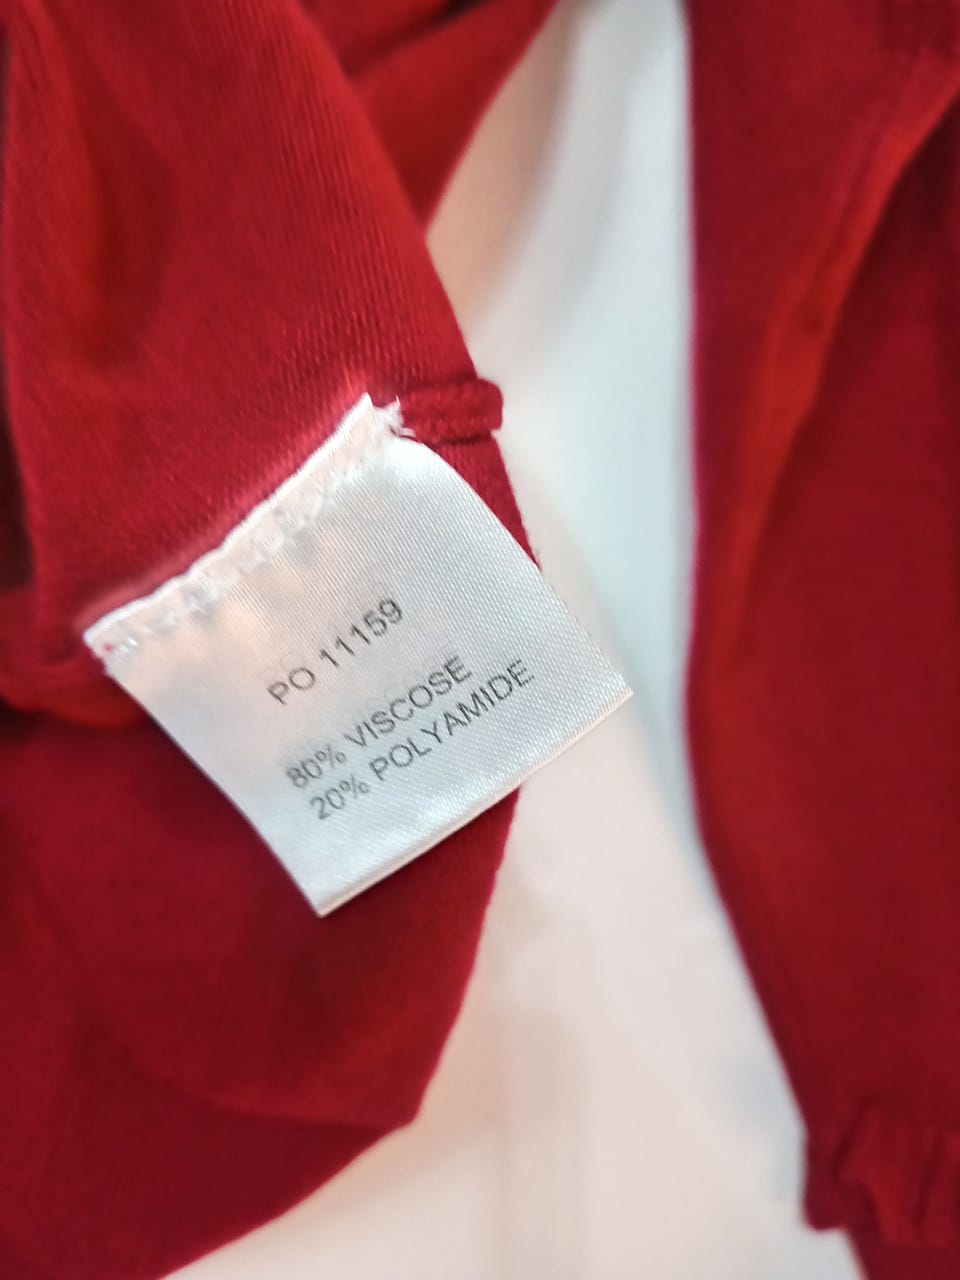 PO 11159
80% VISCOSE
20% POLYAMIDE